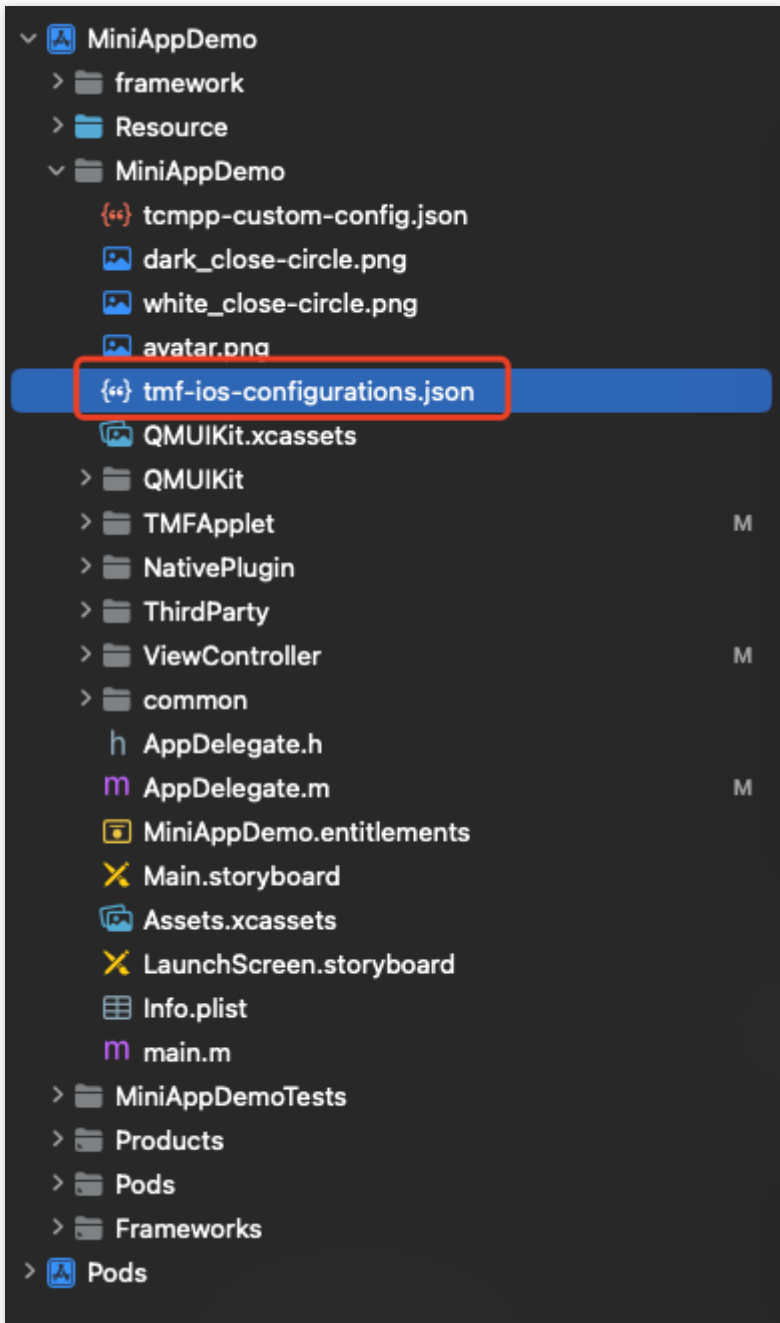 MiniAppDemo
framework
Resource
MiniAppDemo
tcmpp-custom-config.json
dark_close-circle.png
white_close-circle.png
avatar.png
tmf-ios-configurations.json
QMUIKit.xcassets
QMUIKit
TMFApplet M
NativePlugin
ThirdParty
ViewController M
common
h AppDelegate.h
m AppDelegate.m M
MiniAppDemo.entitlements
Main.storyboard
Assets.xcassets
LaunchScreen.storyboard
Info.plist
m main.m
MiniAppDemoTests
Products
Pods
Frameworks
Pods